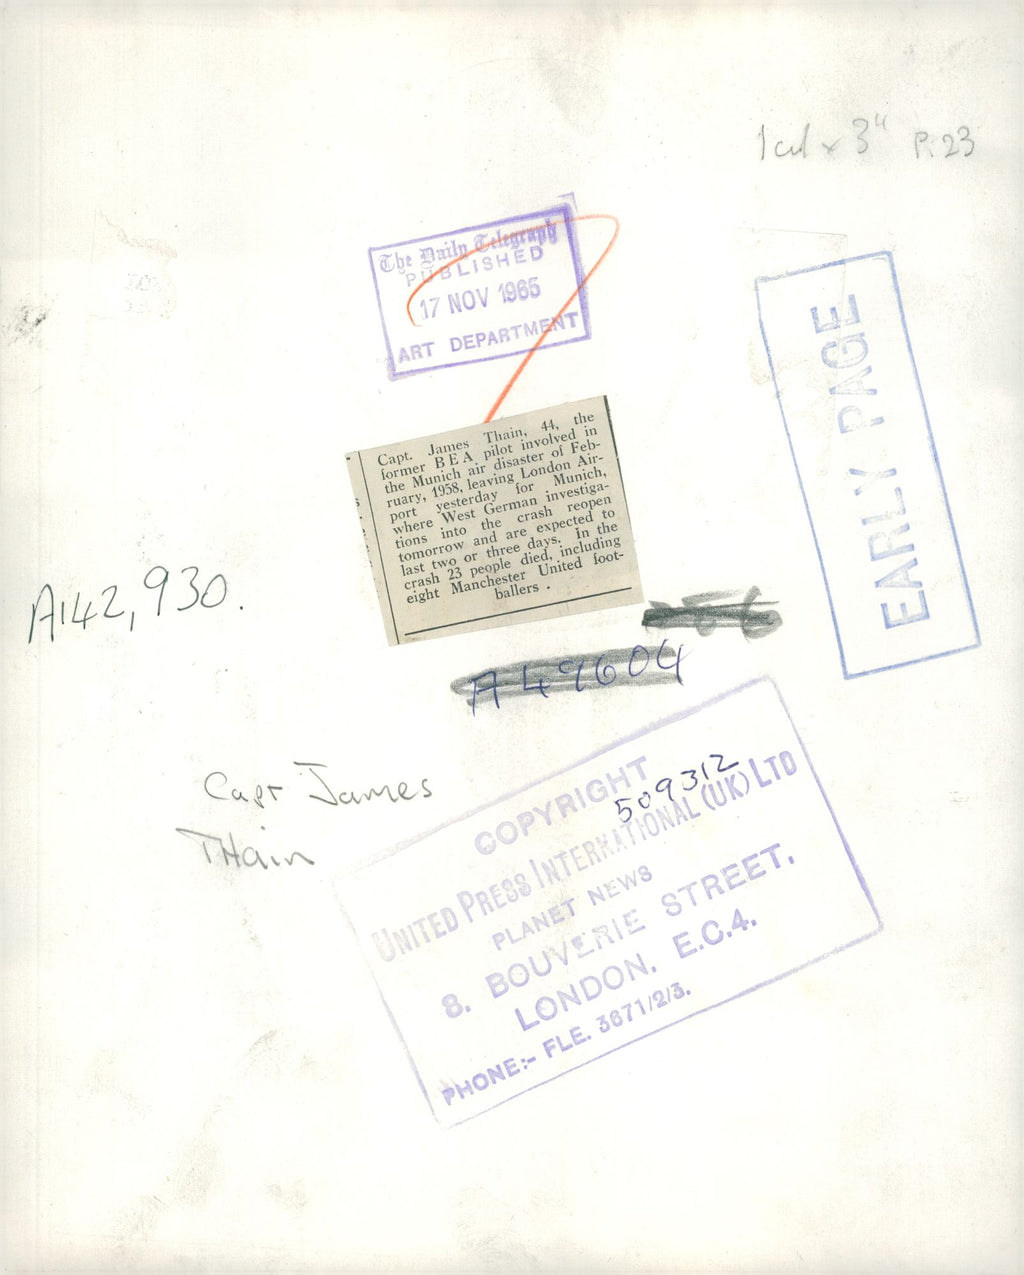 1 col x 3" P. 23
The Daily Telegraph
PUBLISHED
17 NOV 1965
ART DEPARTMENT
EARLY PAGE
Capt. James Thain, 44, the
former BEA pilot involved in
the Munich air disaster of Feb-
ruary, 1958, leaving London Air-
port yesterday for Munich,
where West German investiga-
tions into the crash reopen
tomorrow and are expected to
last two or three days. In the
crash 23 people died, including
eight Manchester United foot-
ballers .
A142,930.
A49604
Capt James
THain
COPYRIGHT
509312
UNITED PRESS INTERNATIONAL (UK) LTD
PLANET NEWS
8. BOUVERIE STREET.
LONDON. E.C.4.
PHONE:- FLE. 3671/2/3.